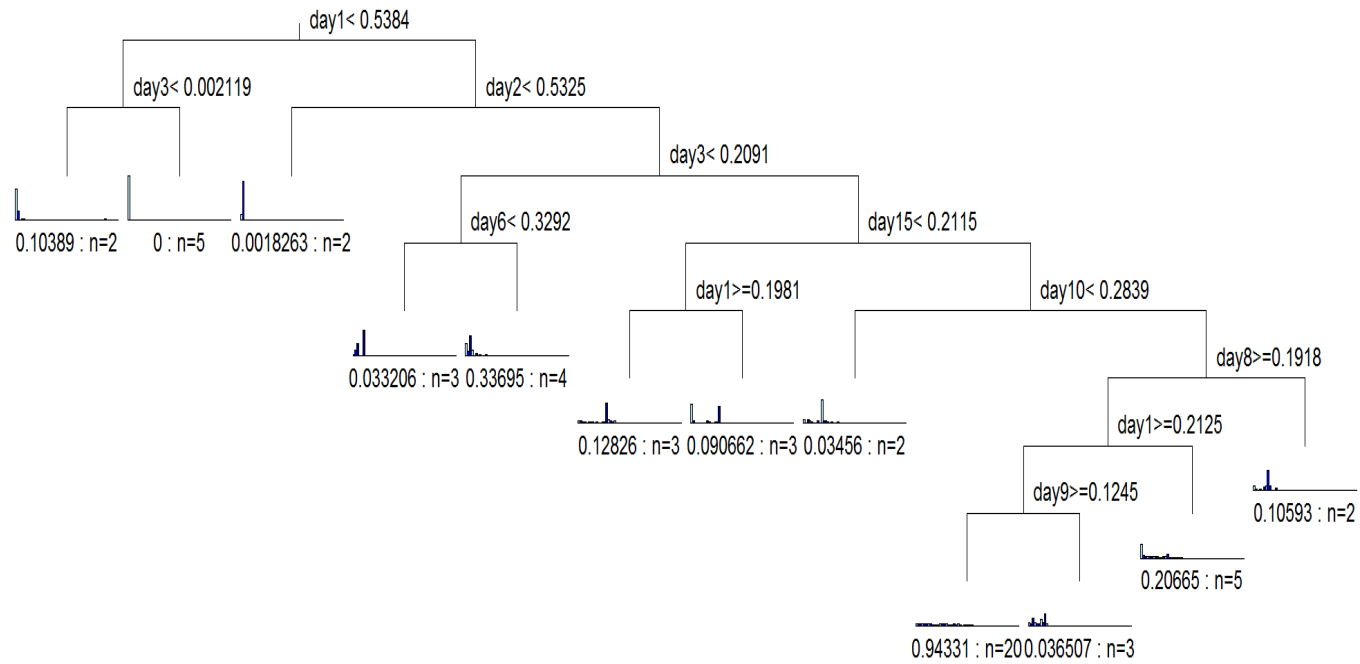 day1< 0.5384
day3< 0.002119
day2< 0.5325
day3< 0.2091
0.10389 : n=2
0 : n=5
0.0018263 : n=2
day6< 0.3292
day15< 0.2115
day1>=0.1981
day10< 0.2839
0.033206 : n=3
0.33695 : n=4
day8>=0.1918
0.12826 : n=3
0.090662 : n=3
0.03456 : n=2
day1>=0.2125
day9>=0.1245
0.10593 : n=2
0.20665 : n=5
0.94331 : n=20
0.036507 : n=3